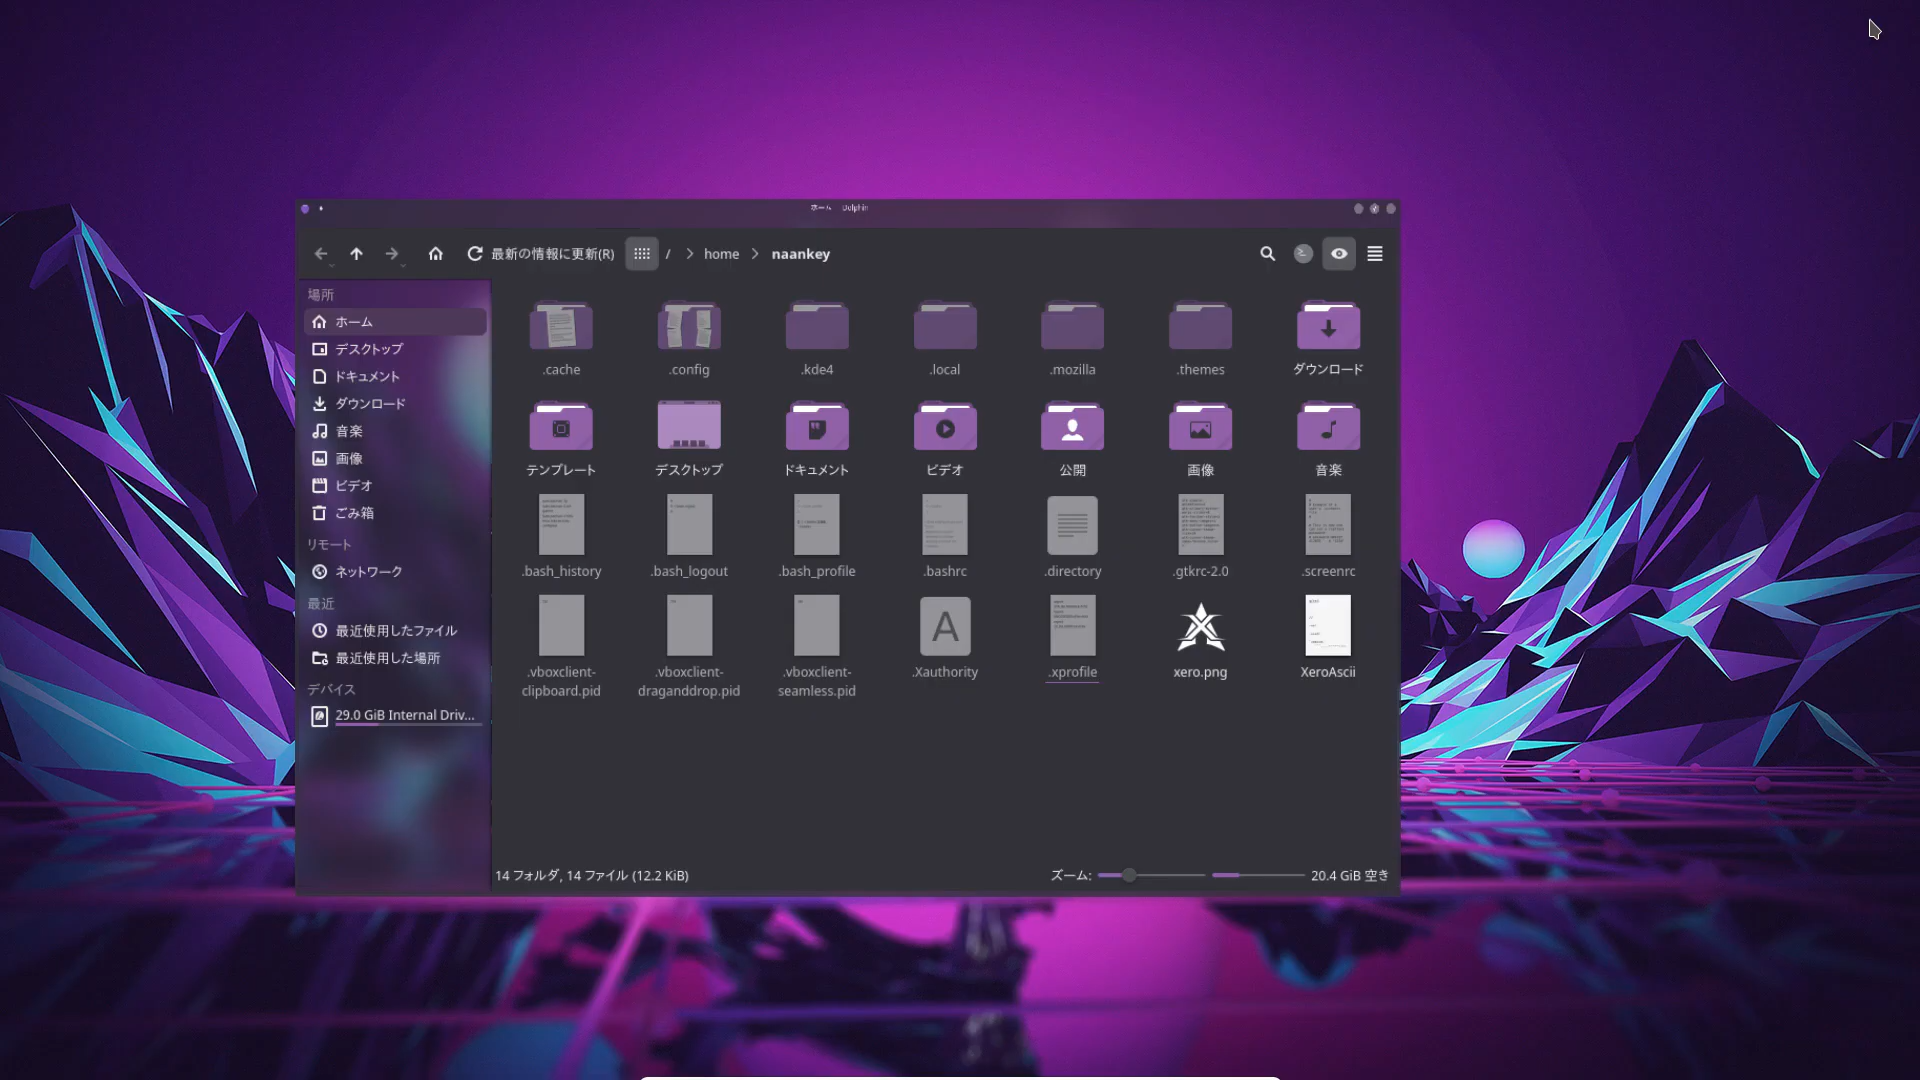 ホーム Dolphin
最新の情報に更新(R) / home naankey
場所
ホーム
デスクトップ
ドキュメント
ダウンロード
音楽
画像
ビデオ
ごみ箱
リモート
ネットワーク
最近
最近使用したファイル
最近使用した場所
デバイス
29.0 GiB Internal Driv...
.cache .config .kde4 .local .mozilla .themes ダウンロード
テンプレート デスクトップ ドキュメント ビデオ 公開 画像 音楽
.bash_history .bash_logout .bash_profile .bashrc .directory .gtkrc-2.0 .screenrc
A
.vboxclient- .vboxclient- .vboxclient- .Xauthority .xprofile xero.png XeroAscii
clipboard.pid draganddrop.pid seamless.pid
14 フォルダ, 14 ファイル (12.2 KiB) ズーム: 20.4 GiB 空き